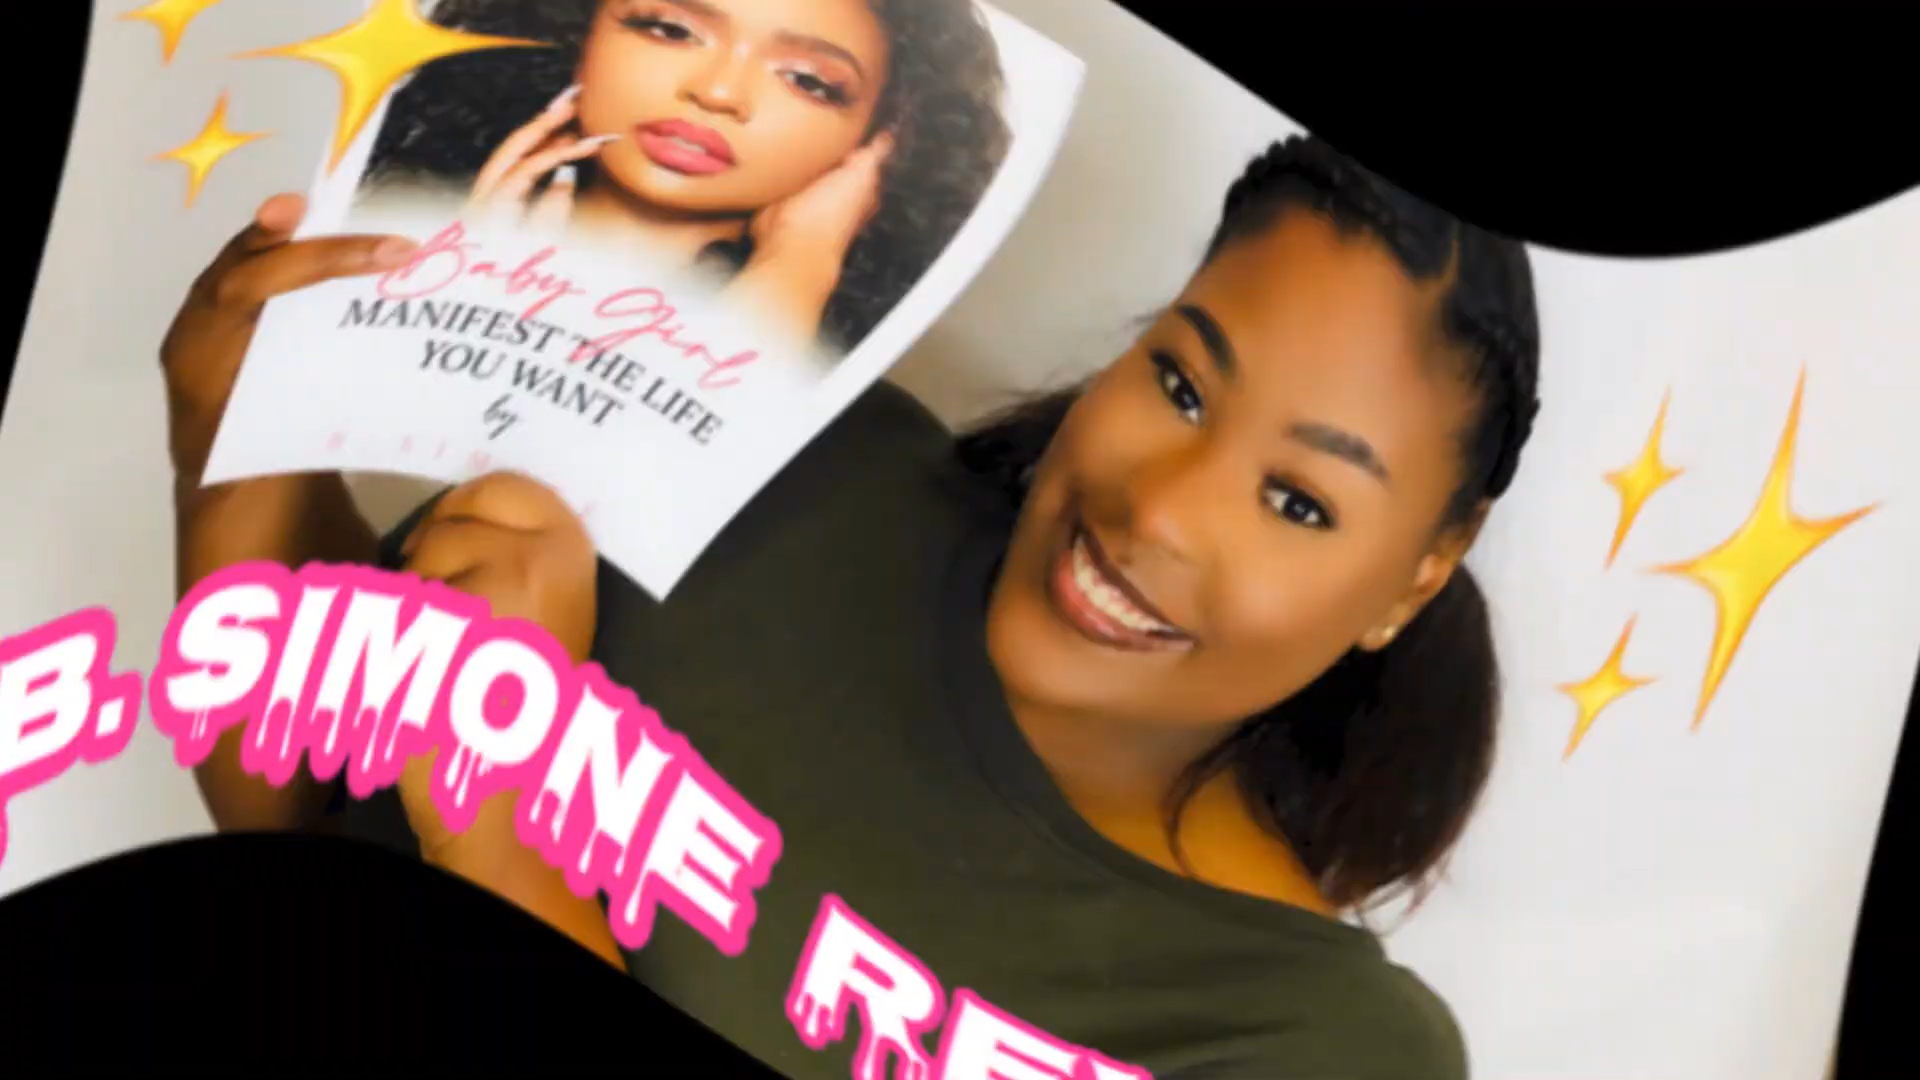 Baby Girl
MANIFEST THE LIFE
YOU WANT
by
B. SIMONE